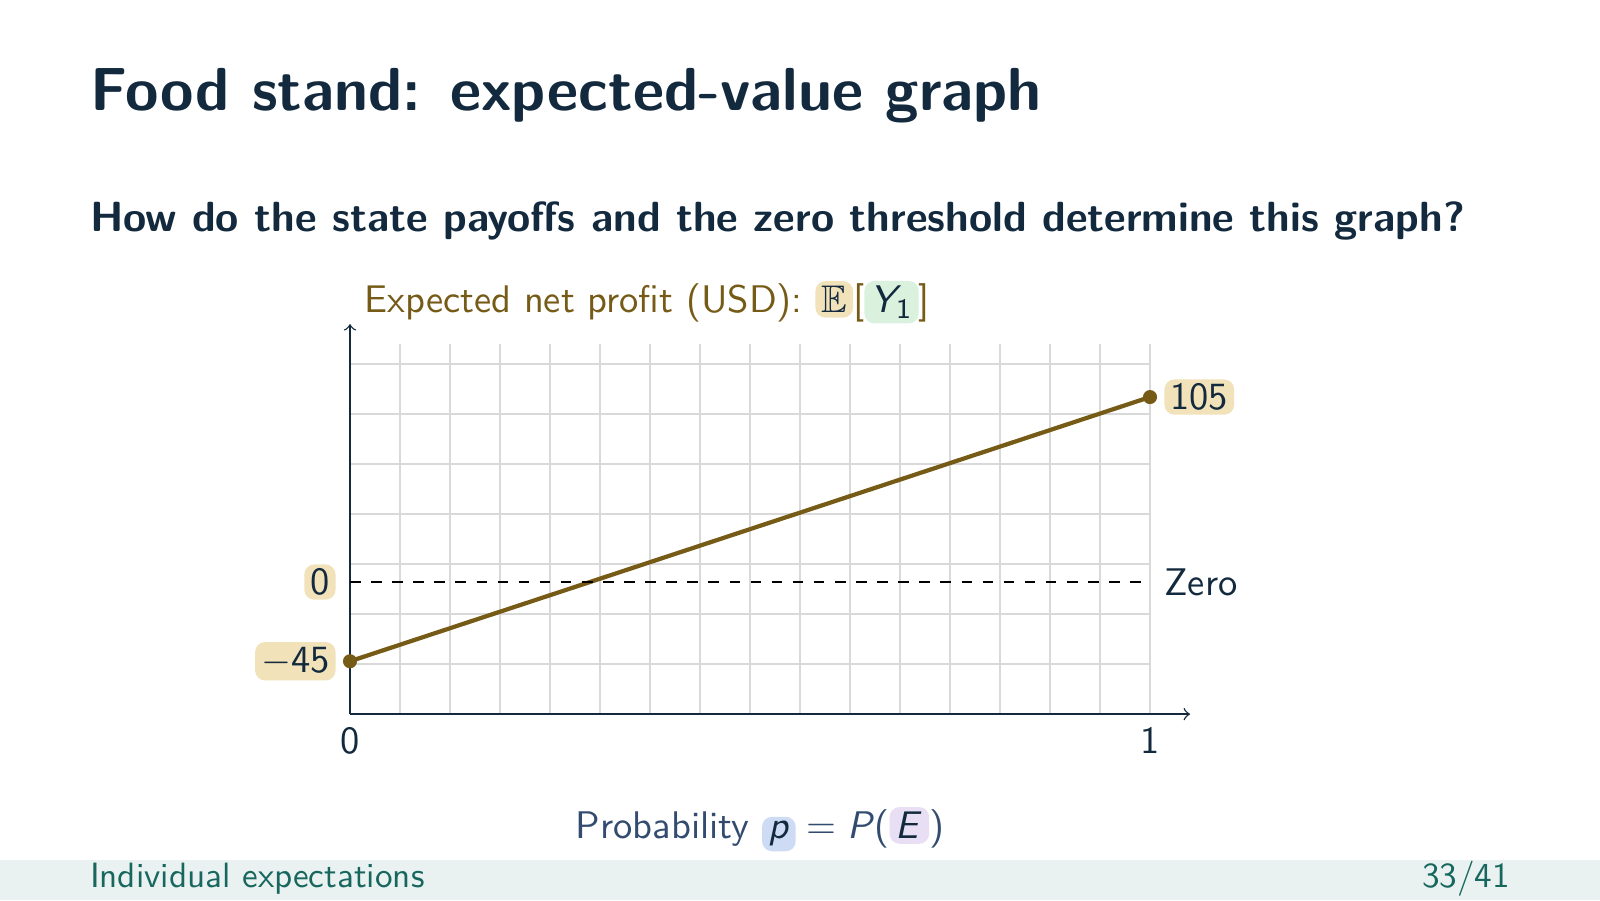 Food stand: expected-value graph
How do the state payoffs and the zero threshold determine this graph?
Expected net profit (USD): 𝔼[Y₁]
105
0
Zero
−45
0
1
Probability p = P(E)
Individual expectations
33/41